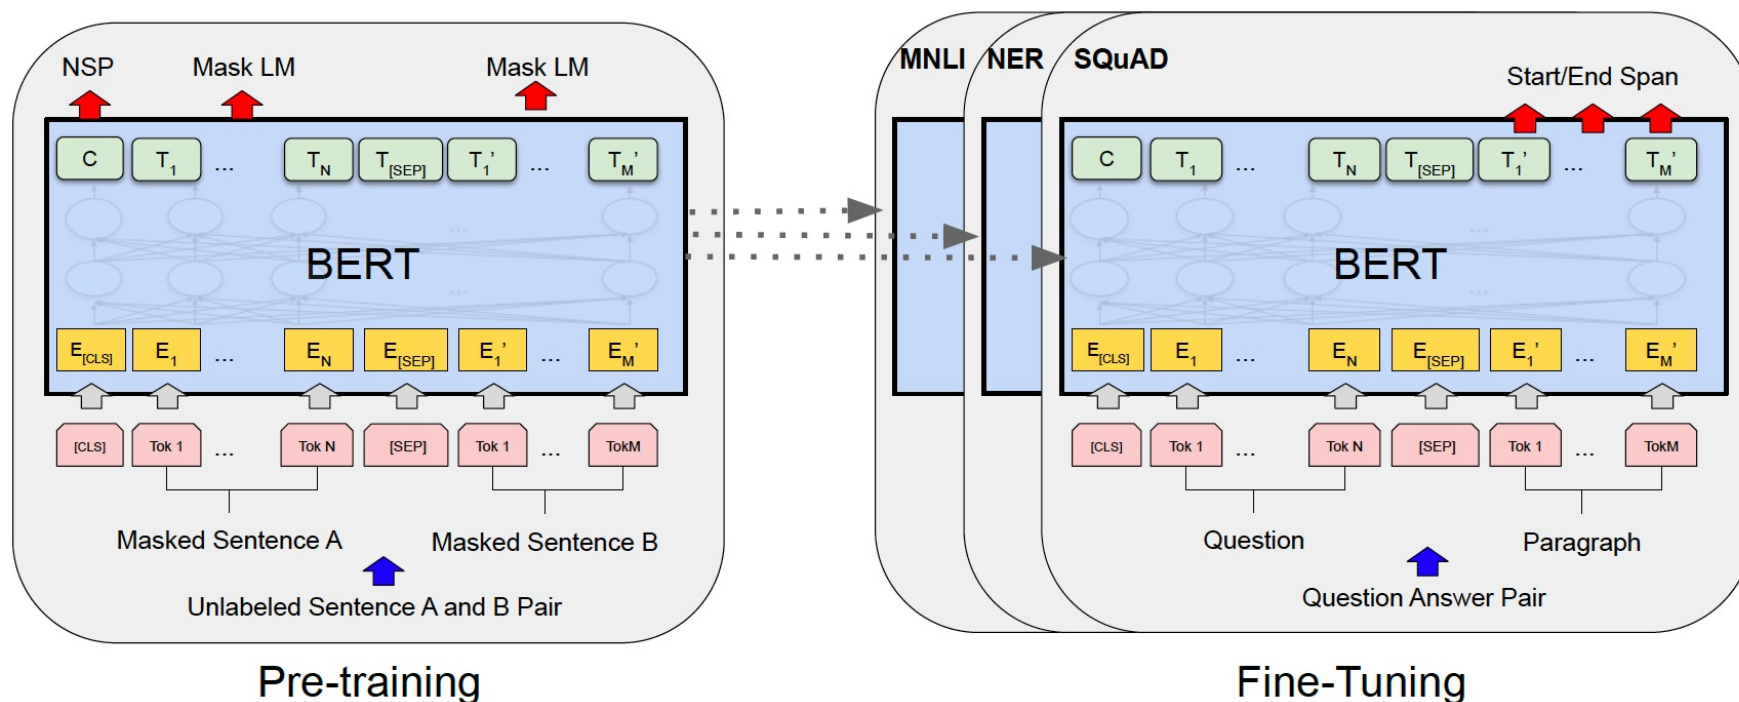 NSP Mask LM Mask LM
C T1 ... TN T[SEP] T1’ ... TM’
...
BERT
...
E[CLS] E1 ... EN E[SEP] E1’ ... EM’
[CLS] Tok 1 ... Tok N [SEP] Tok 1 ... TokM
Masked Sentence A Masked Sentence B
Unlabeled Sentence A and B Pair
Pre-training
MNLI NER SQuAD
Start/End Span
C T1 ... TN T[SEP] T1’ ... TM’
...
BERT
...
E[CLS] E1 ... EN E[SEP] E1’ ... EM’
[CLS] Tok 1 ... Tok N [SEP] Tok 1 ... TokM
Question Paragraph
Question Answer Pair
Fine-Tuning